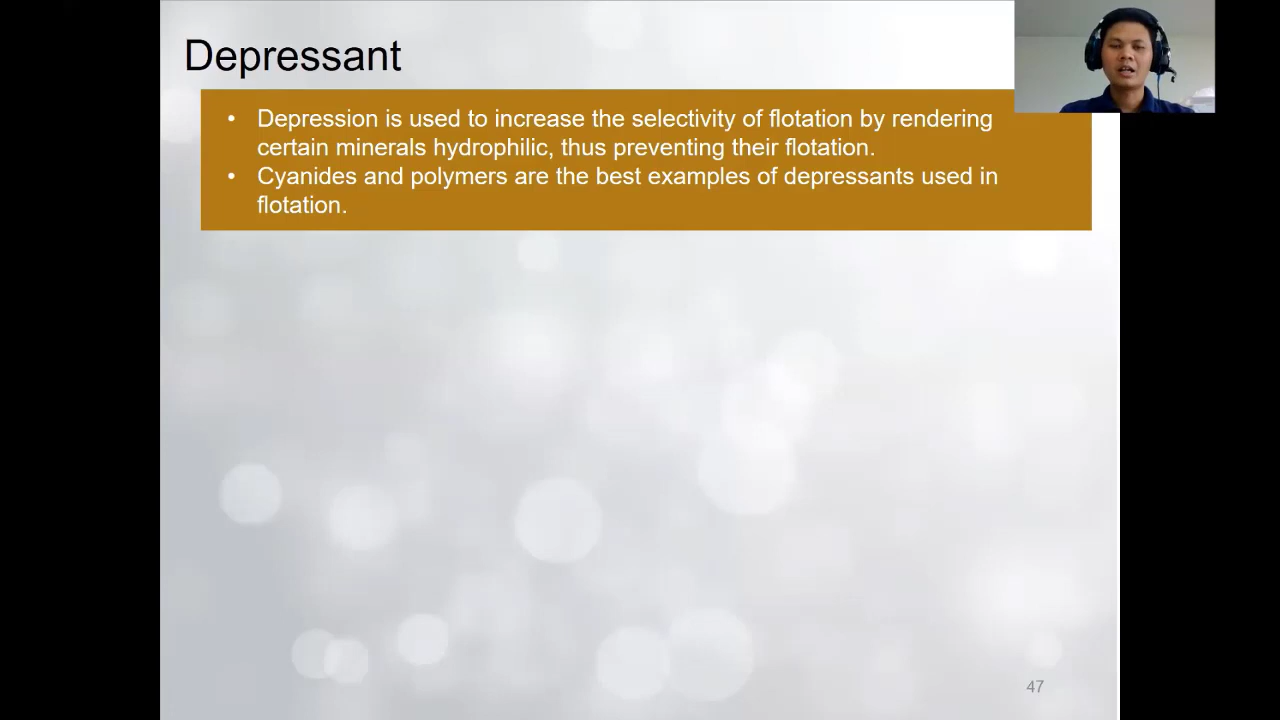 Depressant
• Depression is used to increase the selectivity of flotation by rendering
certain minerals hydrophilic, thus preventing their flotation.
• Cyanides and polymers are the best examples of depressants used in
flotation.
47